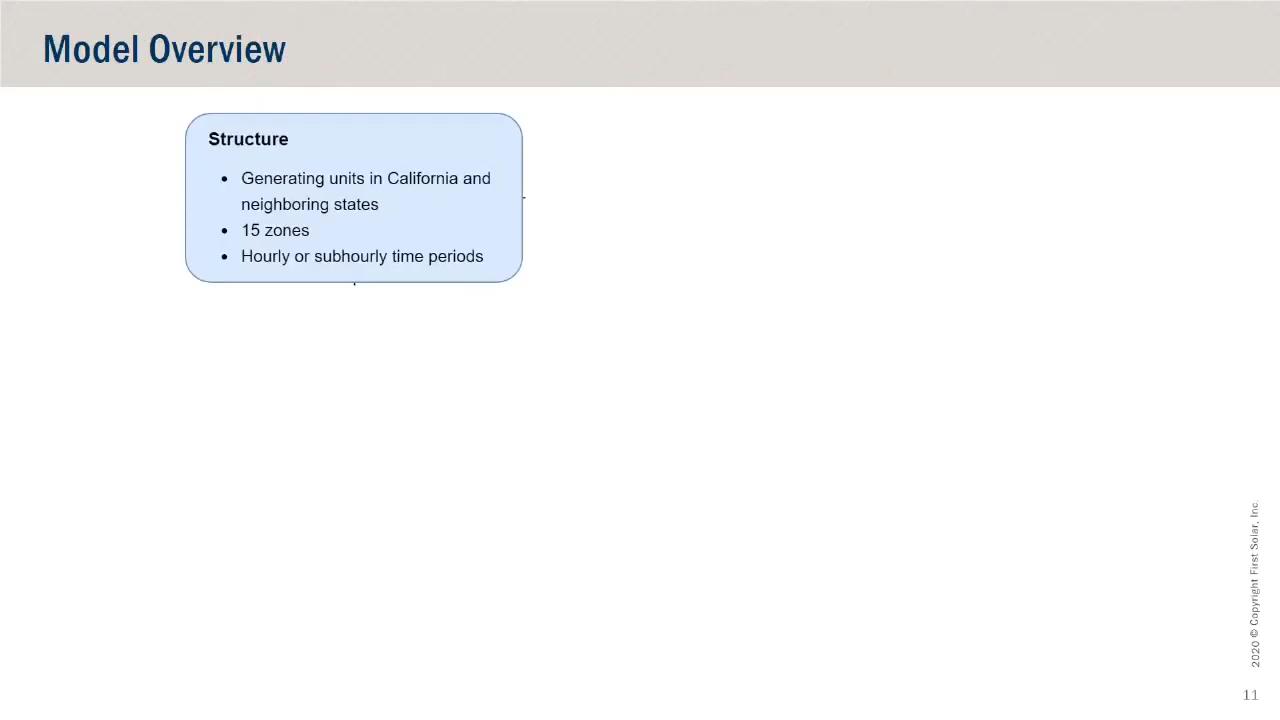 Model Overview
Structure
• Generating units in California and
neighboring states
• 15 zones
• Hourly or subhourly time periods
2020 © Copyright First Solar, Inc.
11